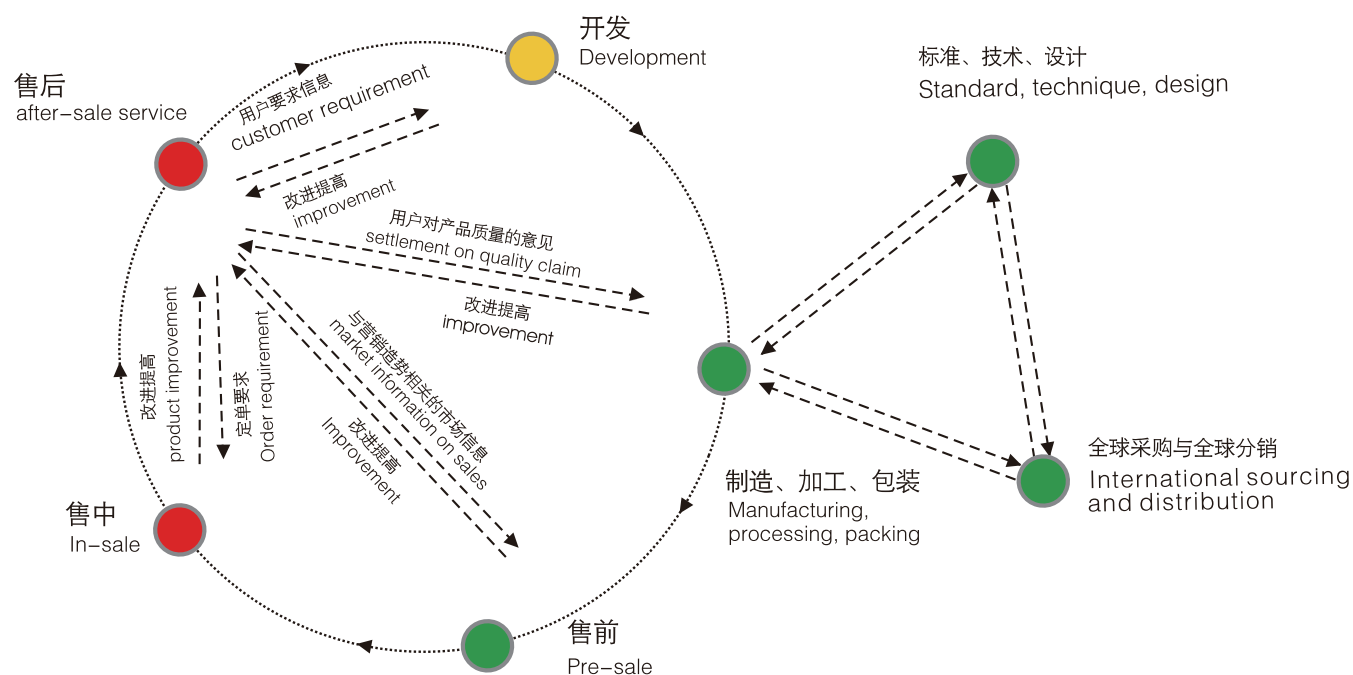 开发
Development
售后
after-sale service
用户要求信息
customer requirement
改进提高
improvement
用户对产品质量的意见
settlement on quality claim
改进提高
improvement
与营销造势相关的市场信息
market information on sales
改进提高
Improvement
改进提高
product improvement
定单要求
Order requirement
售中
In-sale
售前
Pre-sale
制造、加工、包装
Manufacturing,
processing, packing
标准、技术、设计
Standard, technique, design
全球采购与全球分销
International sourcing
and distribution